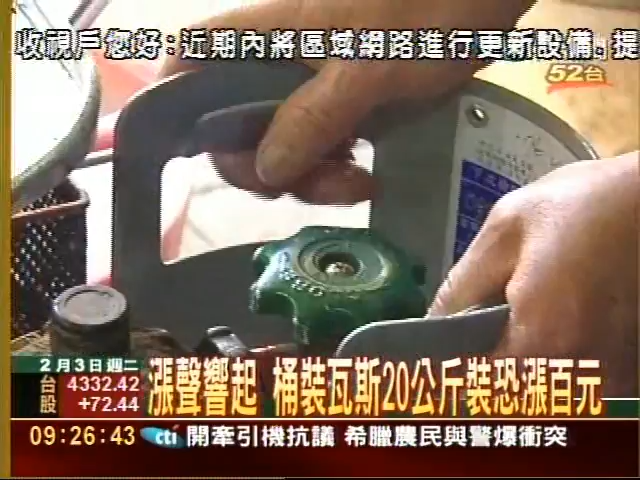 收視戶您好:近期內將區域網路進行更新設備,提
52台
2月3日週二
台股 4332.42 +72.44
漲聲響起 桶裝瓦斯20公斤裝恐漲百元
09:26:43 cti 開牽引機抗議 希臘農民與警爆衝突